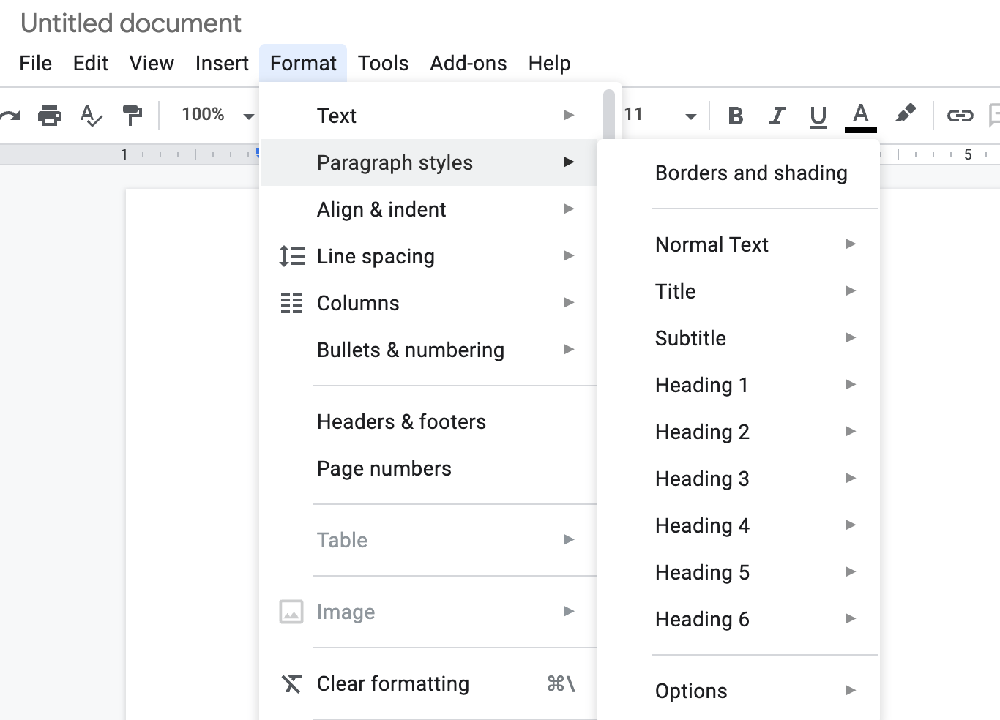 Untitled document
File Edit View Insert Format Tools Add-ons Help
100% 11 B I U A
1 5
Text
Paragraph styles
Align & indent
Line spacing
Columns
Bullets & numbering
Headers & footers
Page numbers
Table
Image
Clear formatting ⌘\
Borders and shading
Normal Text
Title
Subtitle
Heading 1
Heading 2
Heading 3
Heading 4
Heading 5
Heading 6
Options